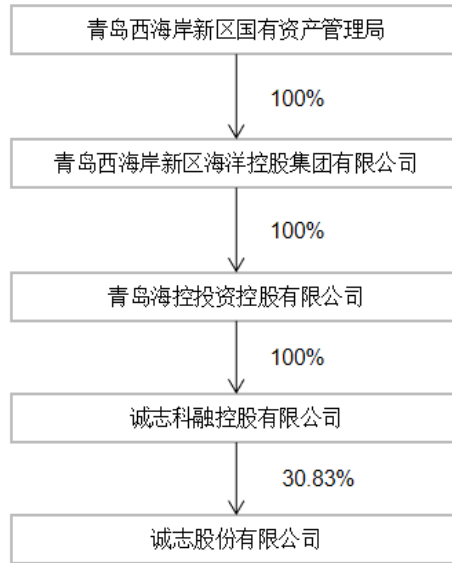 青岛西海岸新区国有资产管理局
100%
青岛西海岸新区海洋控股集团有限公司
100%
青岛海控投资控股有限公司
100%
诚志科融控股有限公司
30.83%
诚志股份有限公司